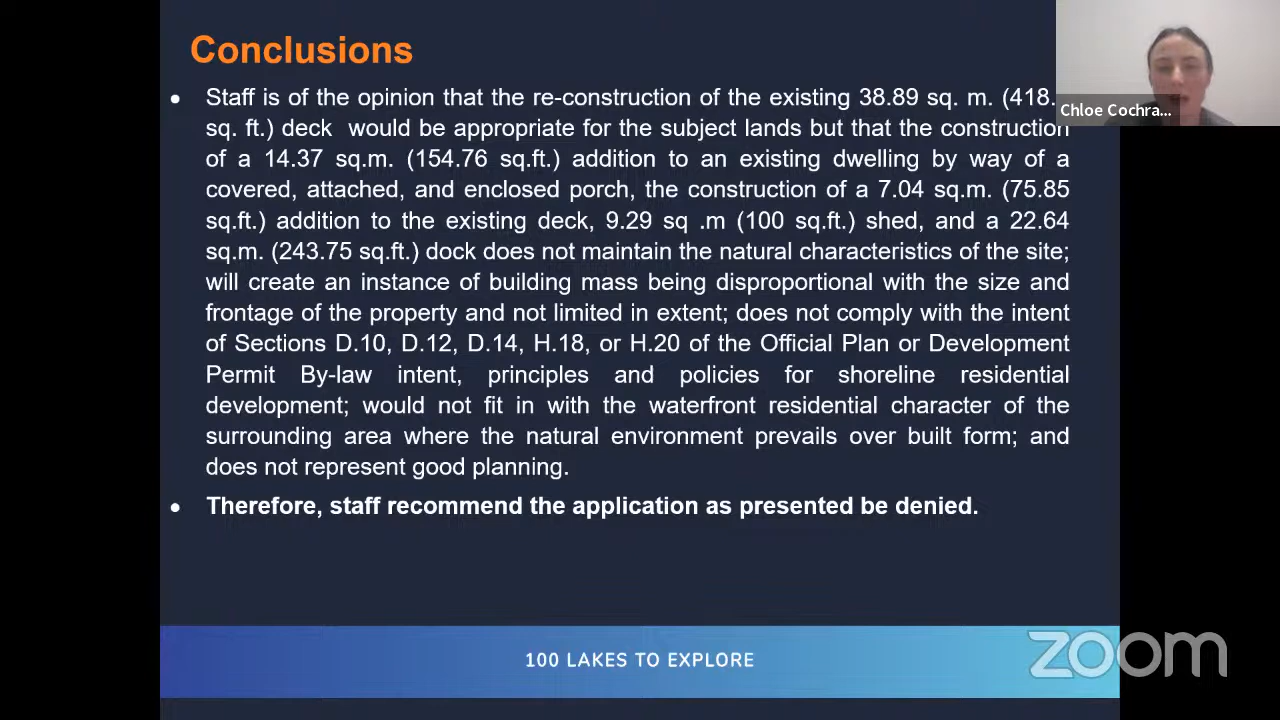 Conclusions
• Staff is of the opinion that the re-construction of the existing 38.89 sq. m. (418.
sq. ft.) deck would be appropriate for the subject lands but that the construction
of a 14.37 sq.m. (154.76 sq.ft.) addition to an existing dwelling by way of a
covered, attached, and enclosed porch, the construction of a 7.04 sq.m. (75.85
sq.ft.) addition to the existing deck, 9.29 sq .m (100 sq.ft.) shed, and a 22.64
sq.m. (243.75 sq.ft.) dock does not maintain the natural characteristics of the site;
will create an instance of building mass being disproportional with the size and
frontage of the property and not limited in extent; does not comply with the intent
of Sections D.10, D.12, D.14, H.18, or H.20 of the Official Plan or Development
Permit By-law intent, principles and policies for shoreline residential
development; would not fit in with the waterfront residential character of the
surrounding area where the natural environment prevails over built form; and
does not represent good planning.
• Therefore, staff recommend the application as presented be denied.
100 LAKES TO EXPLORE
Chloe Cochra...
zoom